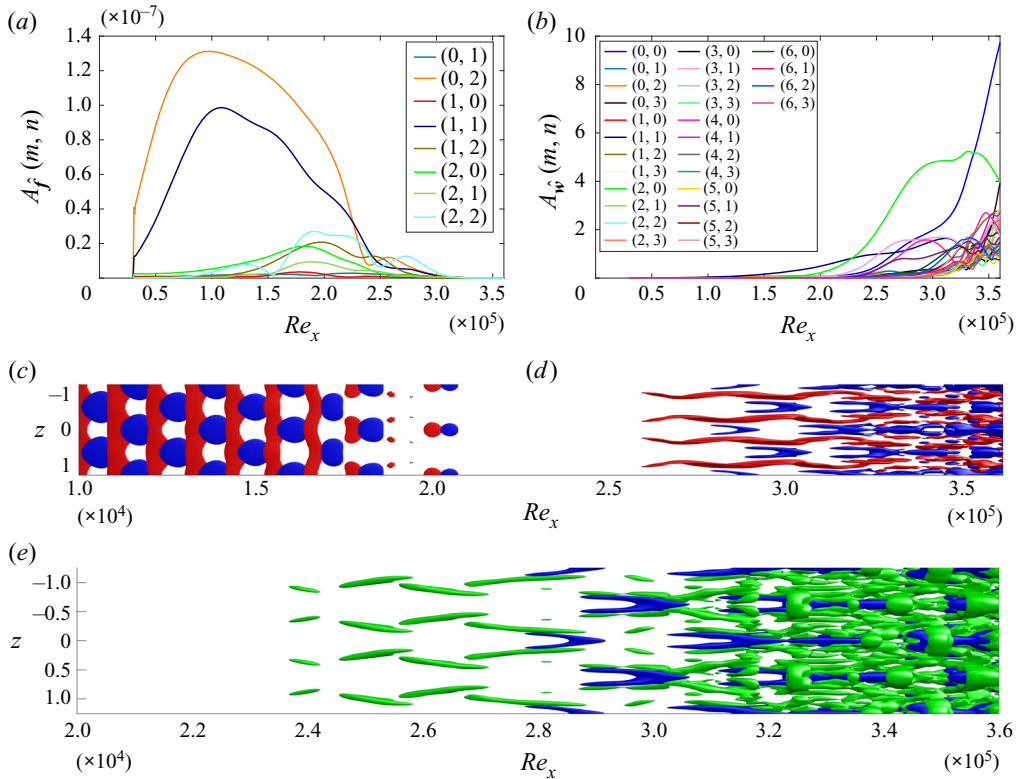 (a)
(×10⁻⁷)
1.4
1.2
1.0
0.8
0.6
0.4
0.2
0
0.5
1.0
1.5
2.0
2.5
3.0
3.5
(×10⁵)
Re_x
A_f̂ (m, n)
(0, 1)
(0, 2)
(1, 0)
(1, 1)
(1, 2)
(2, 0)
(2, 1)
(2, 2)
(b)
10
8
6
4
2
0
0.5
1.0
1.5
2.0
2.5
3.0
3.5
(×10⁵)
Re_x
A_ŵ (m, n)
(0, 0) (3, 0) (6, 0)
(0, 1) (3, 1) (6, 1)
(0, 2) (3, 2) (6, 2)
(0, 3) (3, 3) (6, 3)
(1, 0) (4, 0)
(1, 1) (4, 1)
(1, 2) (4, 2)
(1, 3) (4, 3)
(2, 0) (5, 0)
(2, 1) (5, 1)
(2, 2) (5, 2)
(2, 3) (5, 3)
(c)
(d)
–1
z 0
1
1.0 1.5 2.0 2.5 3.0 3.5
(×10⁴) Re_x (×10⁵)
(e)
–1.0
–0.5
z 0
0.5
1.0
2.0 2.2 2.4 2.6 2.8 3.0 3.2 3.4 3.6
(×10⁴) Re_x (×10⁵)